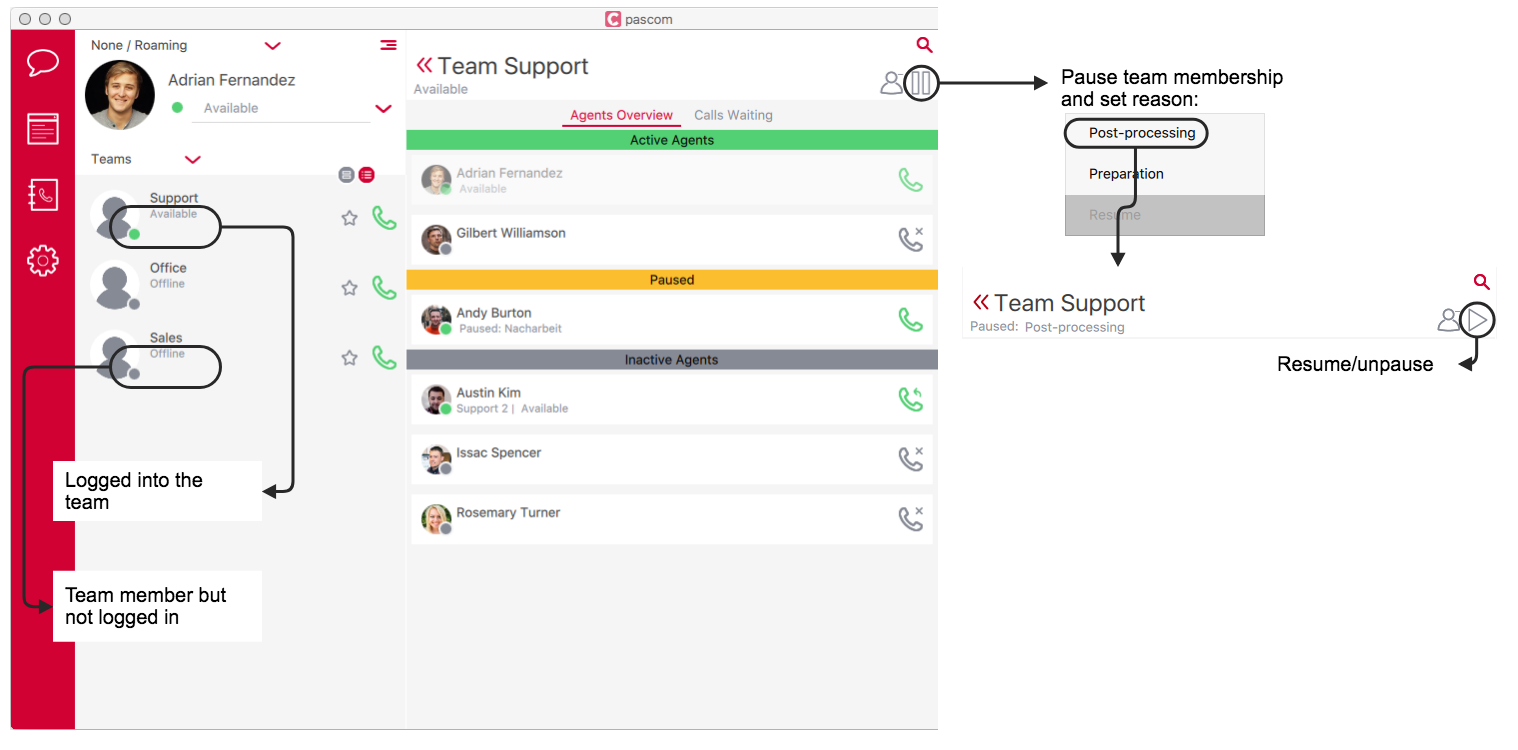 pascom
None / Roaming
Adrian Fernandez
Available
Teams
Support
Available
Office
Offline
Sales
Offline
Logged into the
team
Team member but
not logged in
Team Support
Available
Agents Overview
Calls Waiting
Active Agents
Adrian Fernandez
Available
Gilbert Williamson
Paused
Andy Burton
Paused: Nacharbeit
Inactive Agents
Austin Kim
Support 2 | Available
Issac Spencer
Rosemary Turner
Pause team membership
and set reason:
Post-processing
Preparation
Resume
Team Support
Paused: Post-processing
Resume/unpause